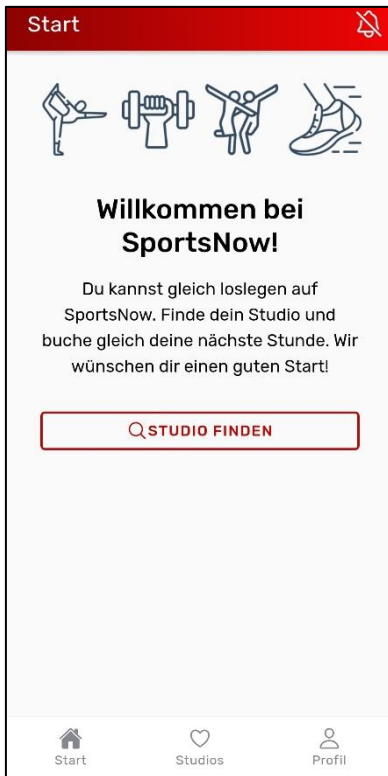 Start
Willkommen bei
SportsNow!
Du kannst gleich loslegen auf
SportsNow. Finde dein Studio und
buche gleich deine nächste Stunde. Wir
wünschen dir einen guten Start!
STUDIO FINDEN
Start Studios Profil